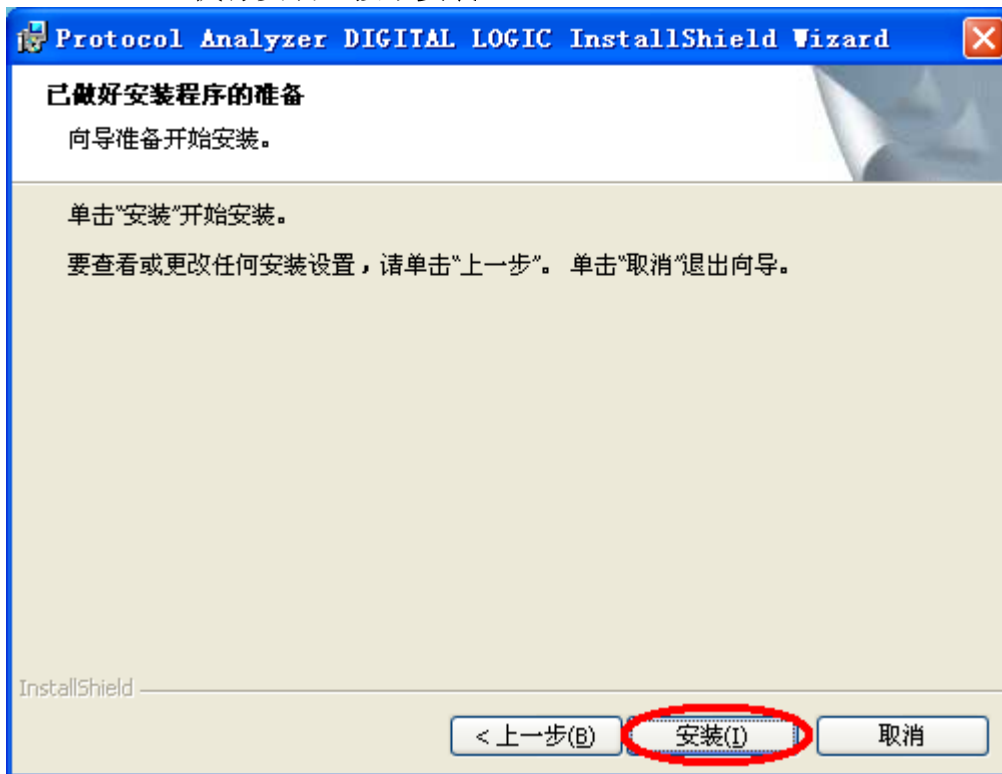 Protocol Analyzer DIGITAL LOGIC InstallShield Wizard
已做好安装程序的准备
向导准备开始安装。
单击“安装”开始安装。
要查看或更改任何安装设置，请单击“上一步”。 单击“取消”退出向导。
InstallShield
< 上一步(B) 安装(I) 取消